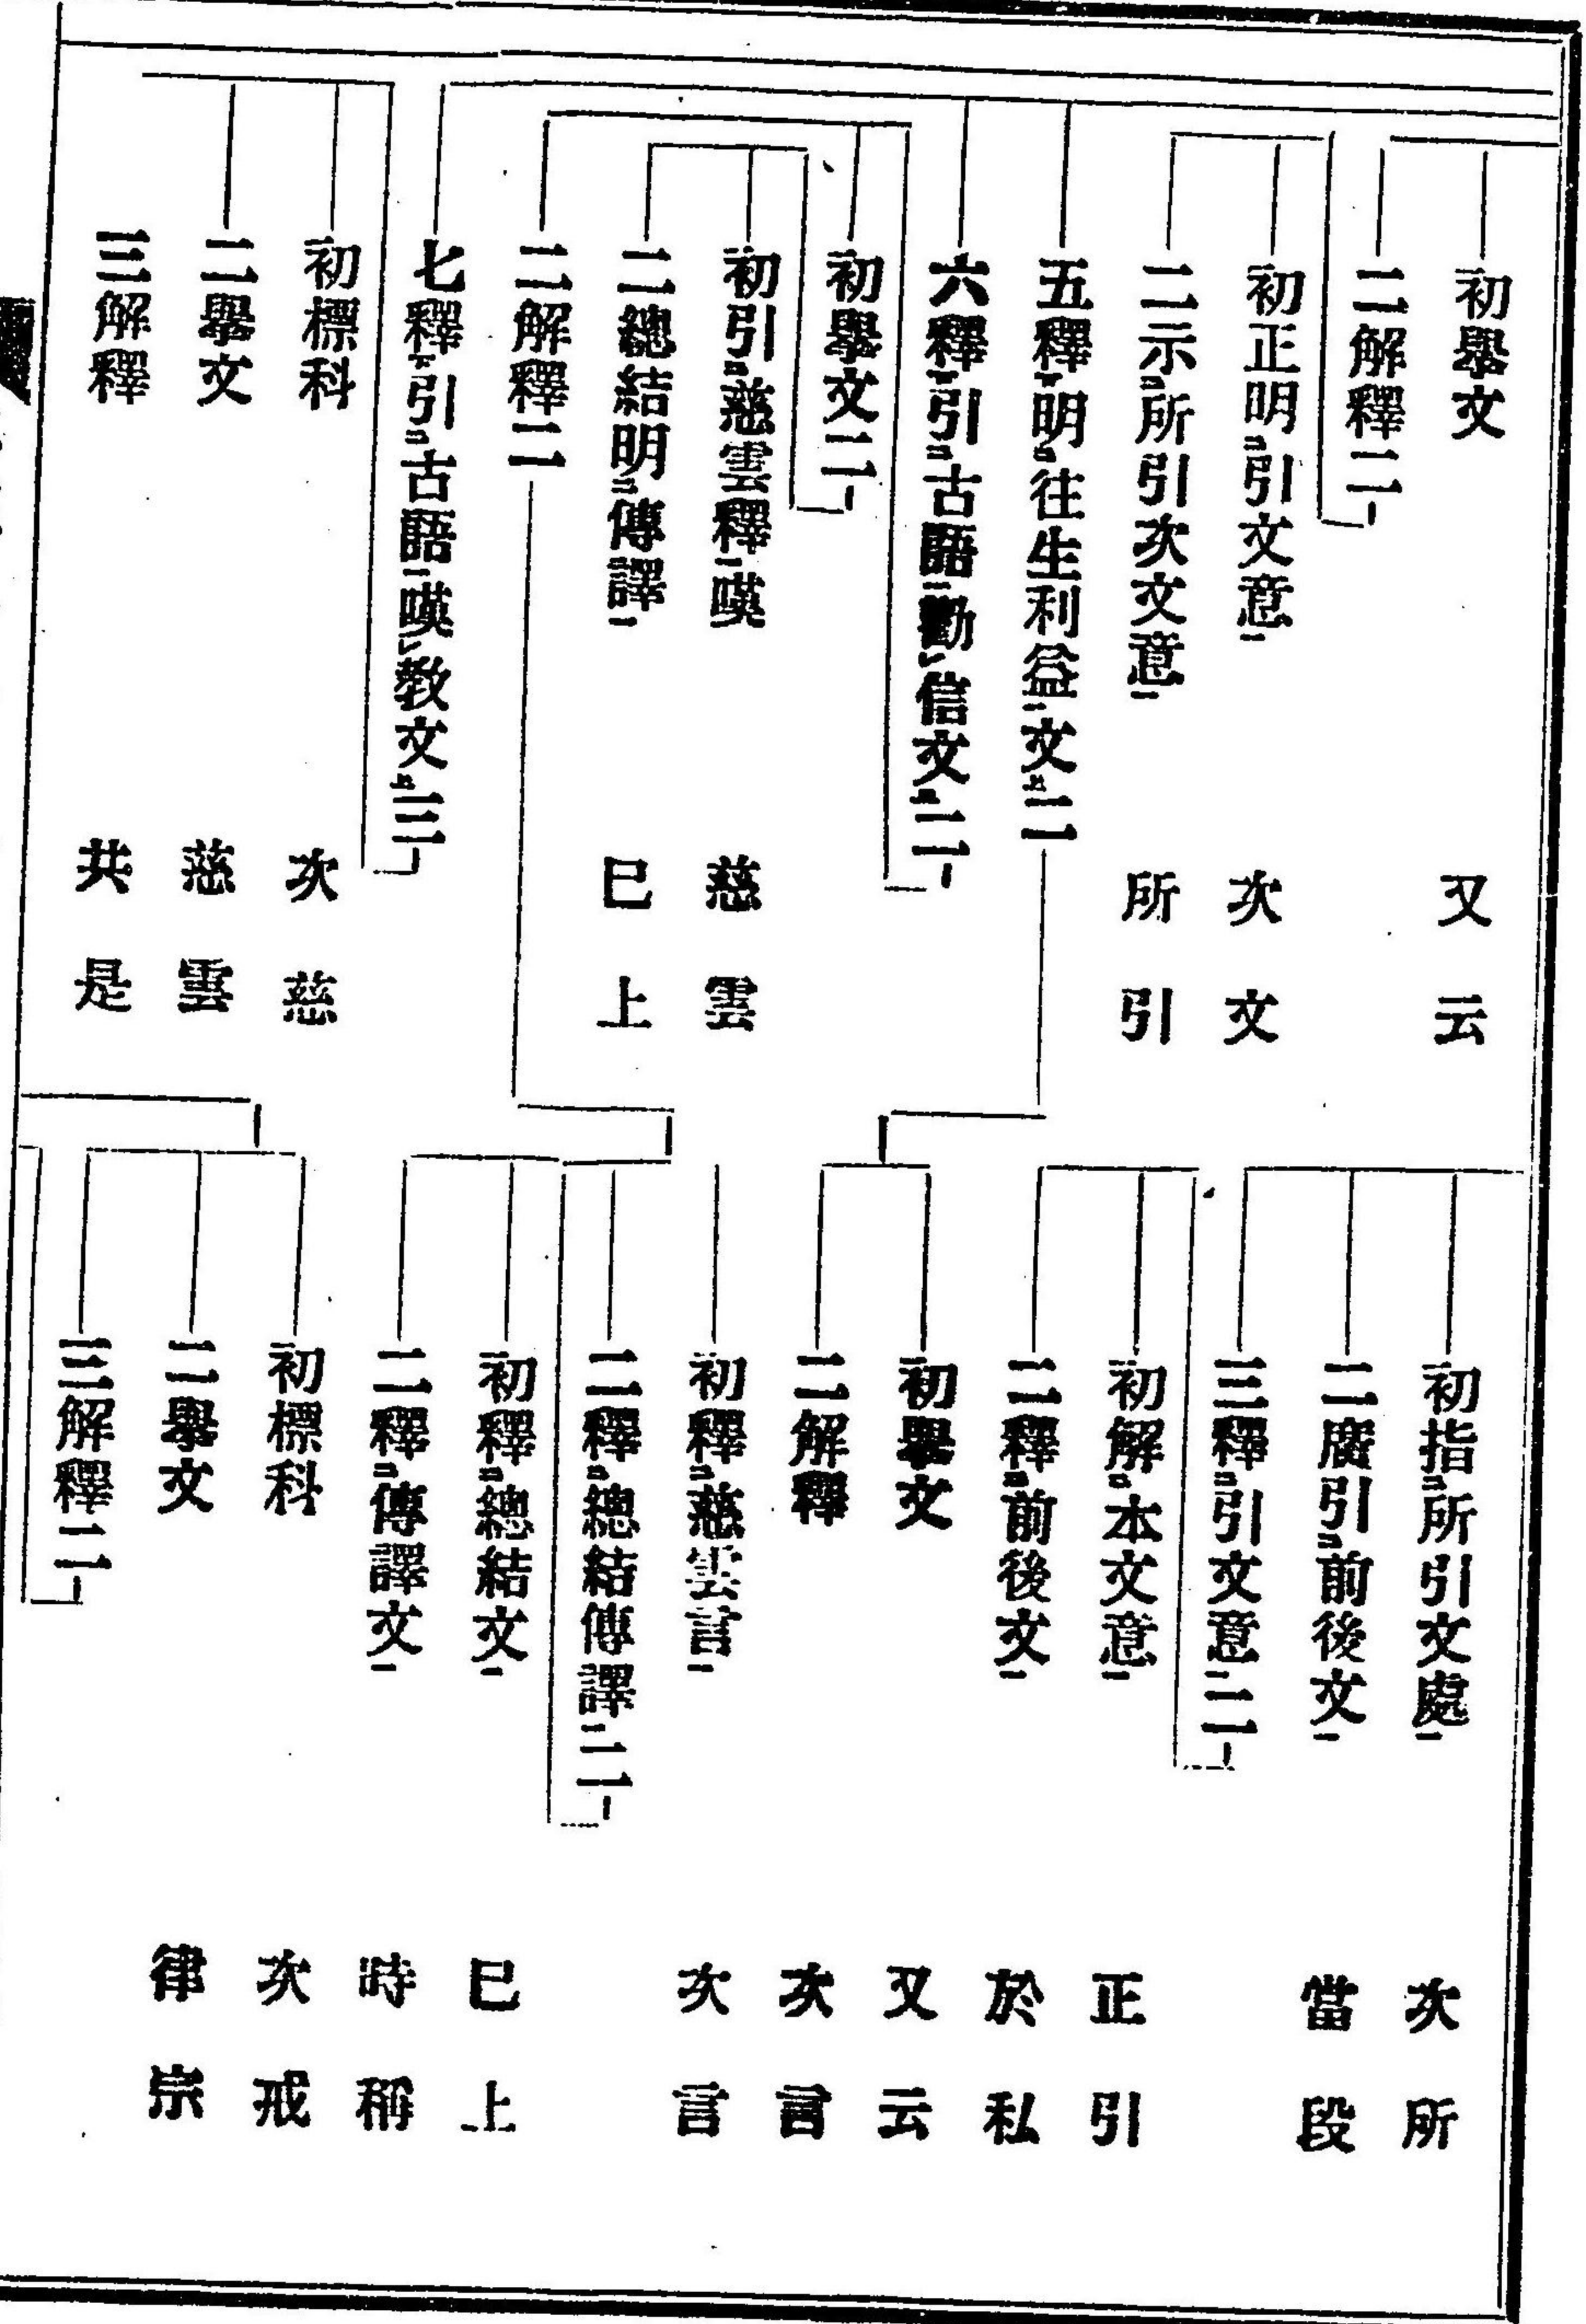 初擧文　又云
二解釋二
初正明引文意　次文
二示所引次文意　所引
五釋明往生利益文二
六釋引古語勸信文二
初擧文二
初引慈雲釋嘆　慈雲
二總結明傳譯　巳上
二解釋二
七釋引古語嘆教文三
初標科　次慈
二擧文　慈雲
三解釋　共是
初指所引文處　次所
二廣引前後文　當段
三釋引文意二
初解本文意　正引
二釋前後文　於私
初擧文　又云
二解釋　次言
初釋慈雲言　次言
二釋總結傳譯二
初釋總結文　巳上
二釋傳譯文　時稱
初標科　次戒
二擧文　律宗
三解釋二